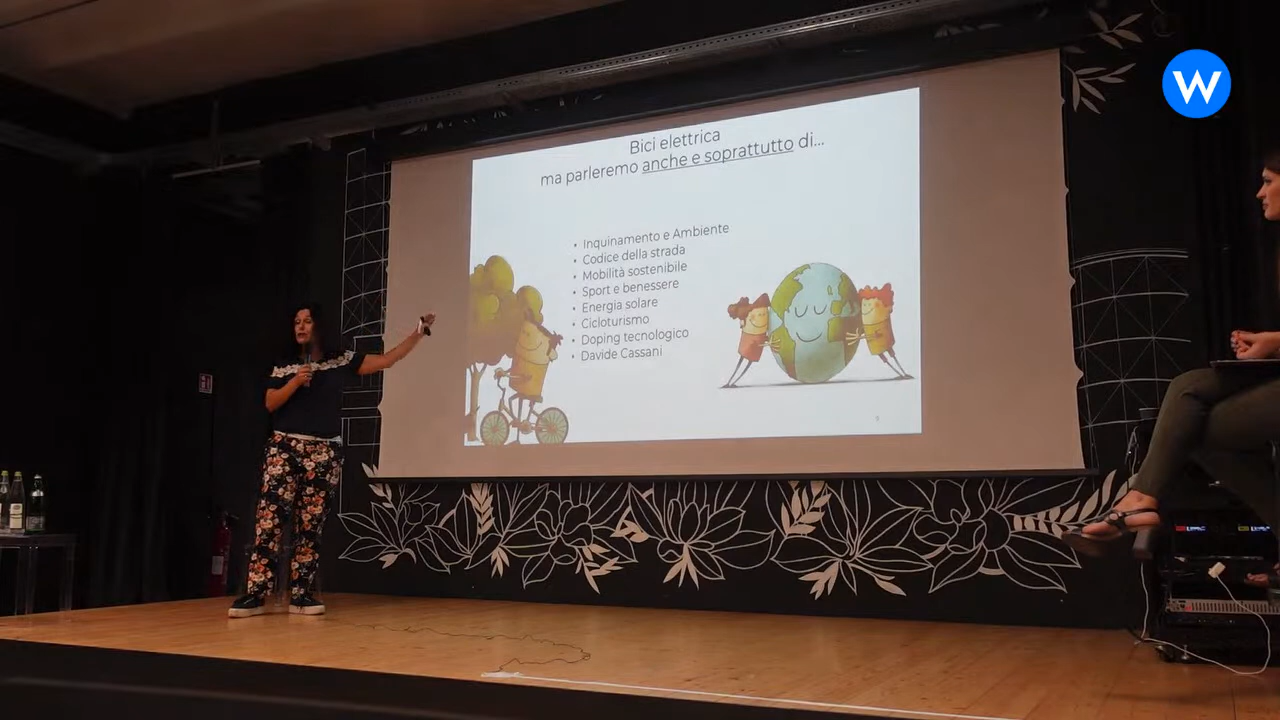 W
Bici elettrica
ma parleremo anche e soprattutto di...
• Inquinamento e Ambiente
• Codice della strada
• Mobilità sostenibile
• Sport e benessere
• Energia solare
• Cicloturismo
• Doping tecnologico
• Davide Cassani